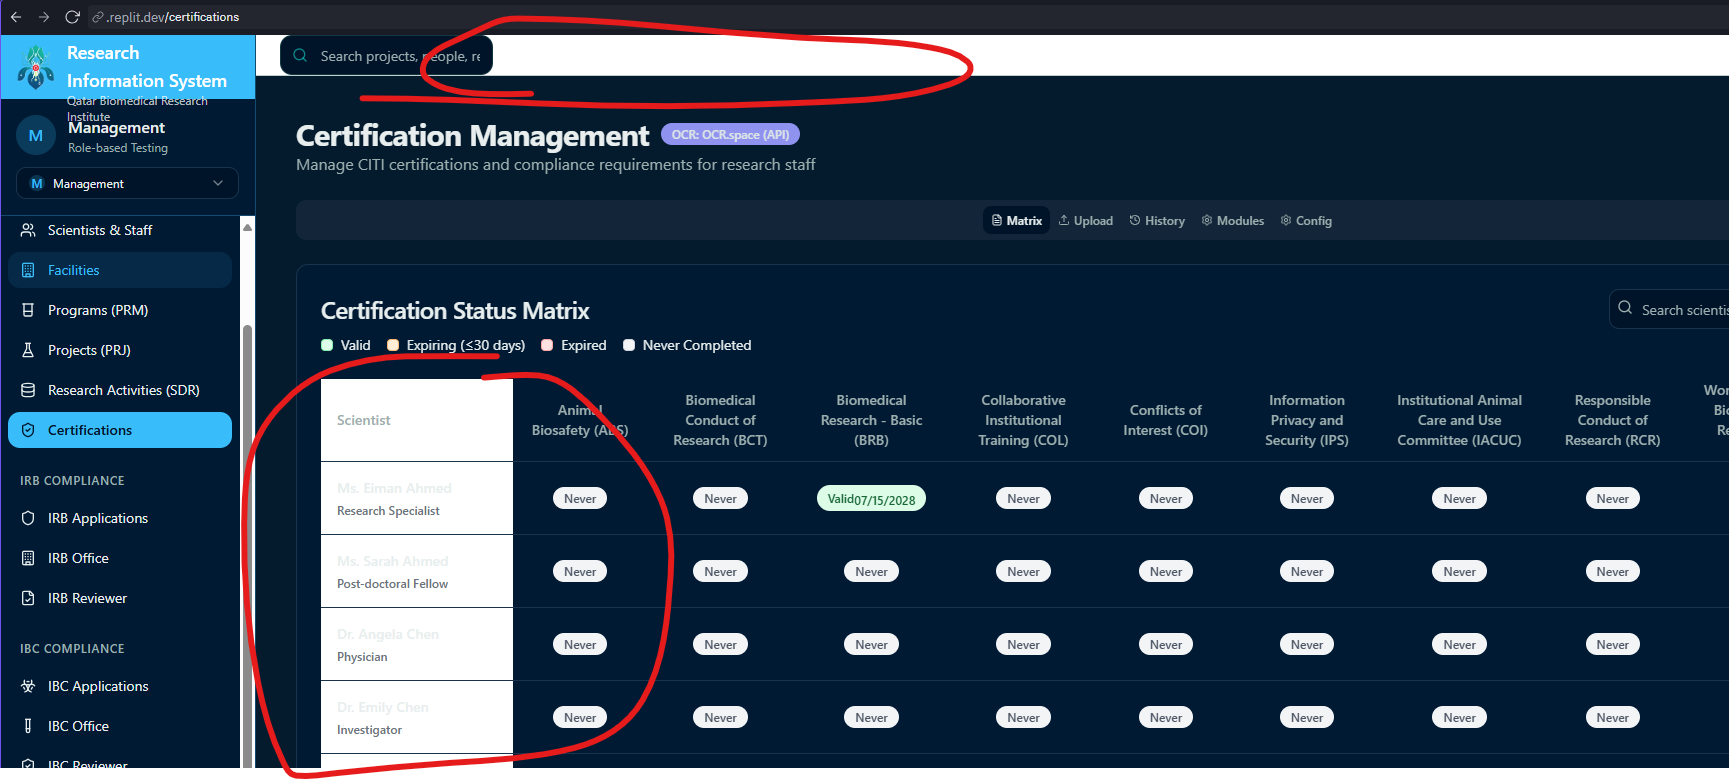 .replit.dev/certifications
Research
Information System
Qatar Biomedical Research
Institute
M
Management
Role-based Testing
M Management
Scientists & Staff
Facilities
Programs (PRM)
Projects (PRJ)
Research Activities (SDR)
Certifications
IRB COMPLIANCE
IRB Applications
IRB Office
IRB Reviewer
IBC COMPLIANCE
IBC Applications
IBC Office
IBC Reviewer
Search projects, people, re
Certification Management OCR: OCR.space (API)
Manage CITI certifications and compliance requirements for research staff
Matrix Upload History Modules Config
Certification Status Matrix
Search scientis
Valid Expiring (≤30 days) Expired Never Completed
Scientist
Animal
Biosafety (ABS)
Biomedical
Conduct of
Research (BCT)
Biomedical
Research - Basic
(BRB)
Collaborative
Institutional
Training (COL)
Conflicts of
Interest (COI)
Information
Privacy and
Security (IPS)
Institutional Animal
Care and Use
Committee (IACUC)
Responsible
Conduct of
Research (RCR)
Wor
Bio
Re
Ms. Eiman Ahmed
Research Specialist
Never Never Valid07/15/2028 Never Never Never Never Never
Ms. Sarah Ahmed
Post-doctoral Fellow
Never Never Never Never Never Never Never Never
Dr. Angela Chen
Physician
Never Never Never Never Never Never Never Never
Dr. Emily Chen
Investigator
Never Never Never Never Never Never Never Never